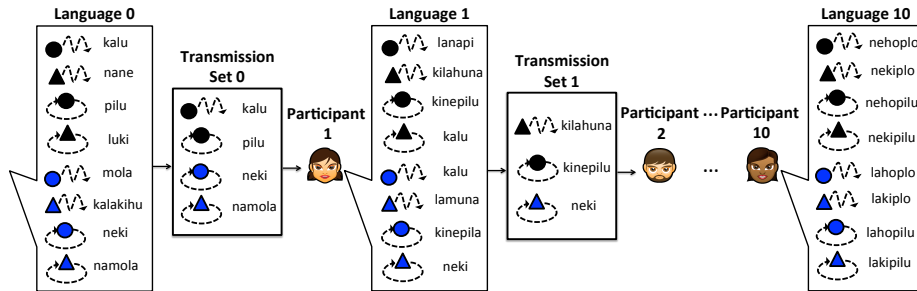 Language 0
kalu
nane
pilu
luki
mola
kalakihu
neki
namola
Transmission
Set 0
kalu
pilu
neki
namola
Participant
1
Language 1
lanapi
kilahuna
kinepilu
kalu
kalu
lamuna
kinepila
neki
Transmission
Set 1
kilahuna
kinepilu
neki
Participant ... Participant
2 10
...
Language 10
nehoplo
nekiplo
nehopilu
nekipilu
lahoplo
lakiplo
lahopilu
lakipilu